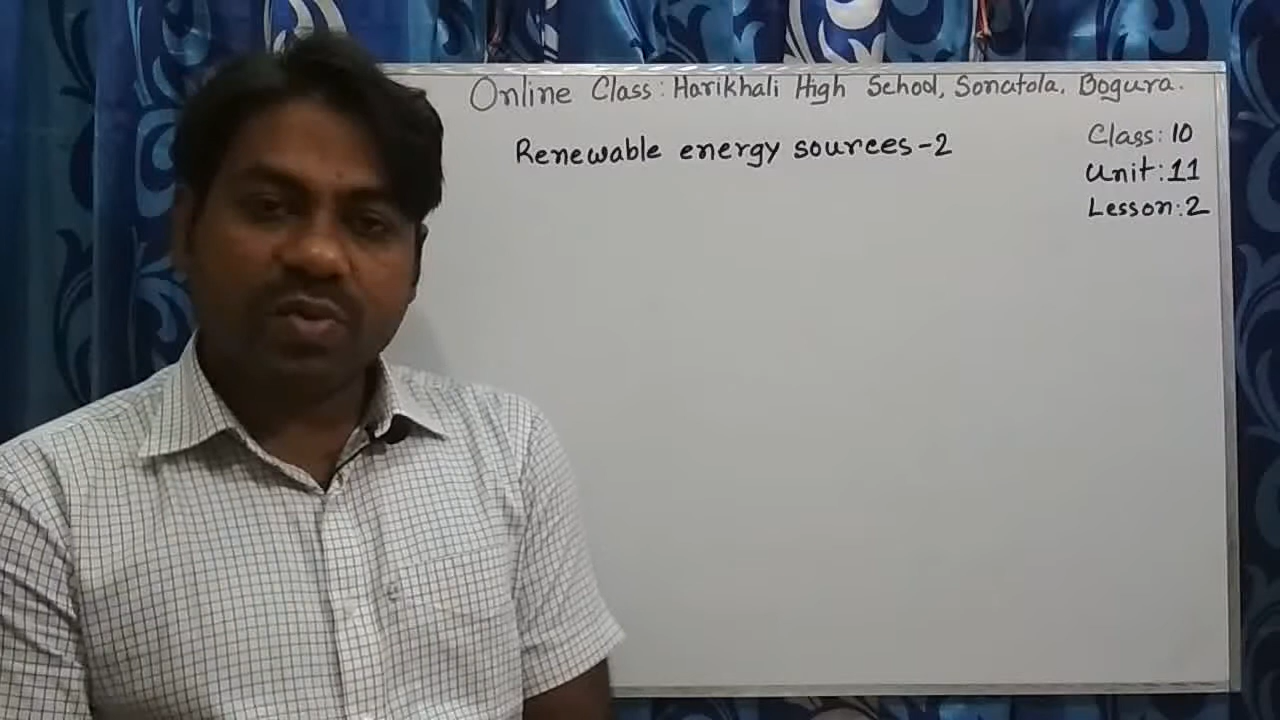 Online Class: Harikhali High School, Sonatola, Bogura.
Renewable energy sources-2
Class: 10
Unit: 11
Lesson: 2